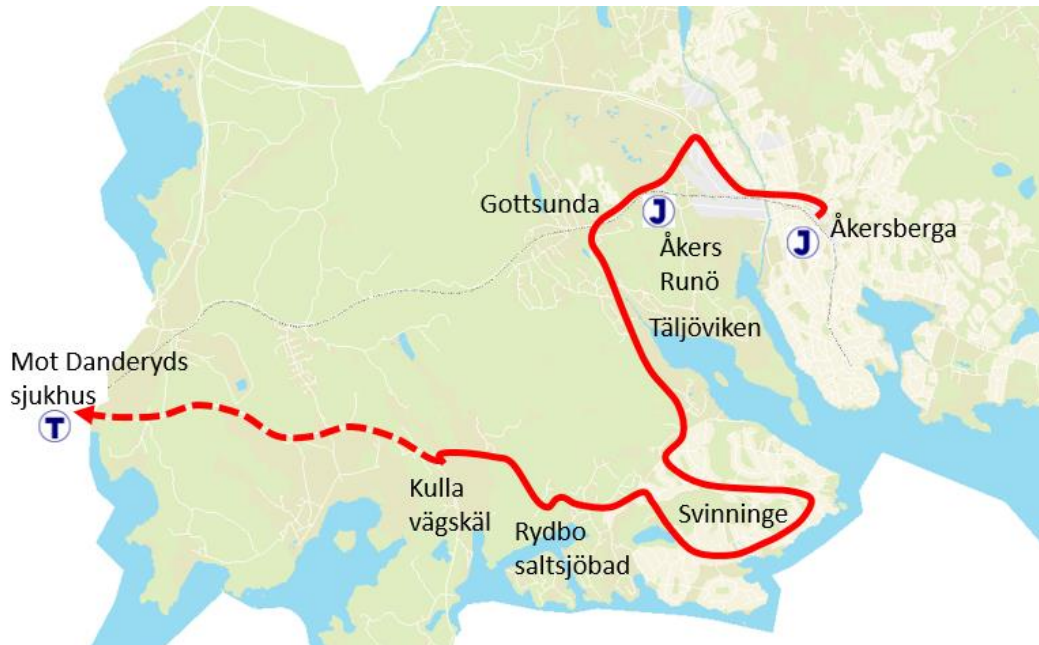 Gottsunda
J
Åkers
Runö
J
Åkersberga
Täljöviken
Mot Danderyds
sjukhus
T
Kulla
vägskäl
Rydbo
saltsjöbad
Svinninge